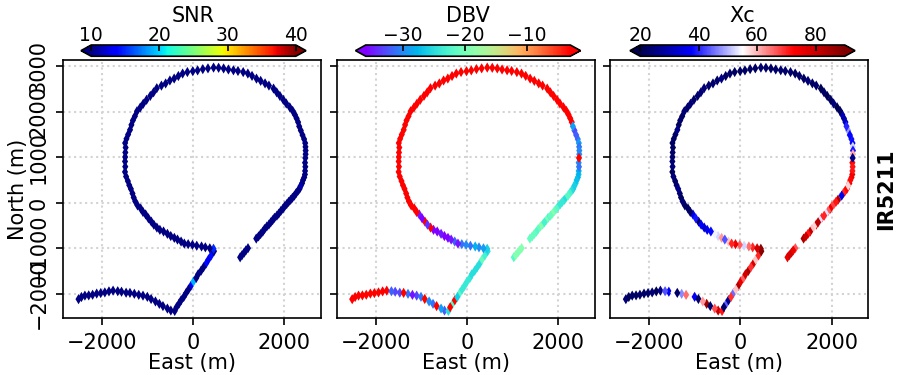 SNR DBV Xc
10 20 30 40 −30 −20 −10 20 40 60 80
North (m)
3000
2000
1000
0
−1000
−2000
−2000 0 2000 −2000 0 2000 −2000 0 2000
East (m) East (m) East (m)
IR5211